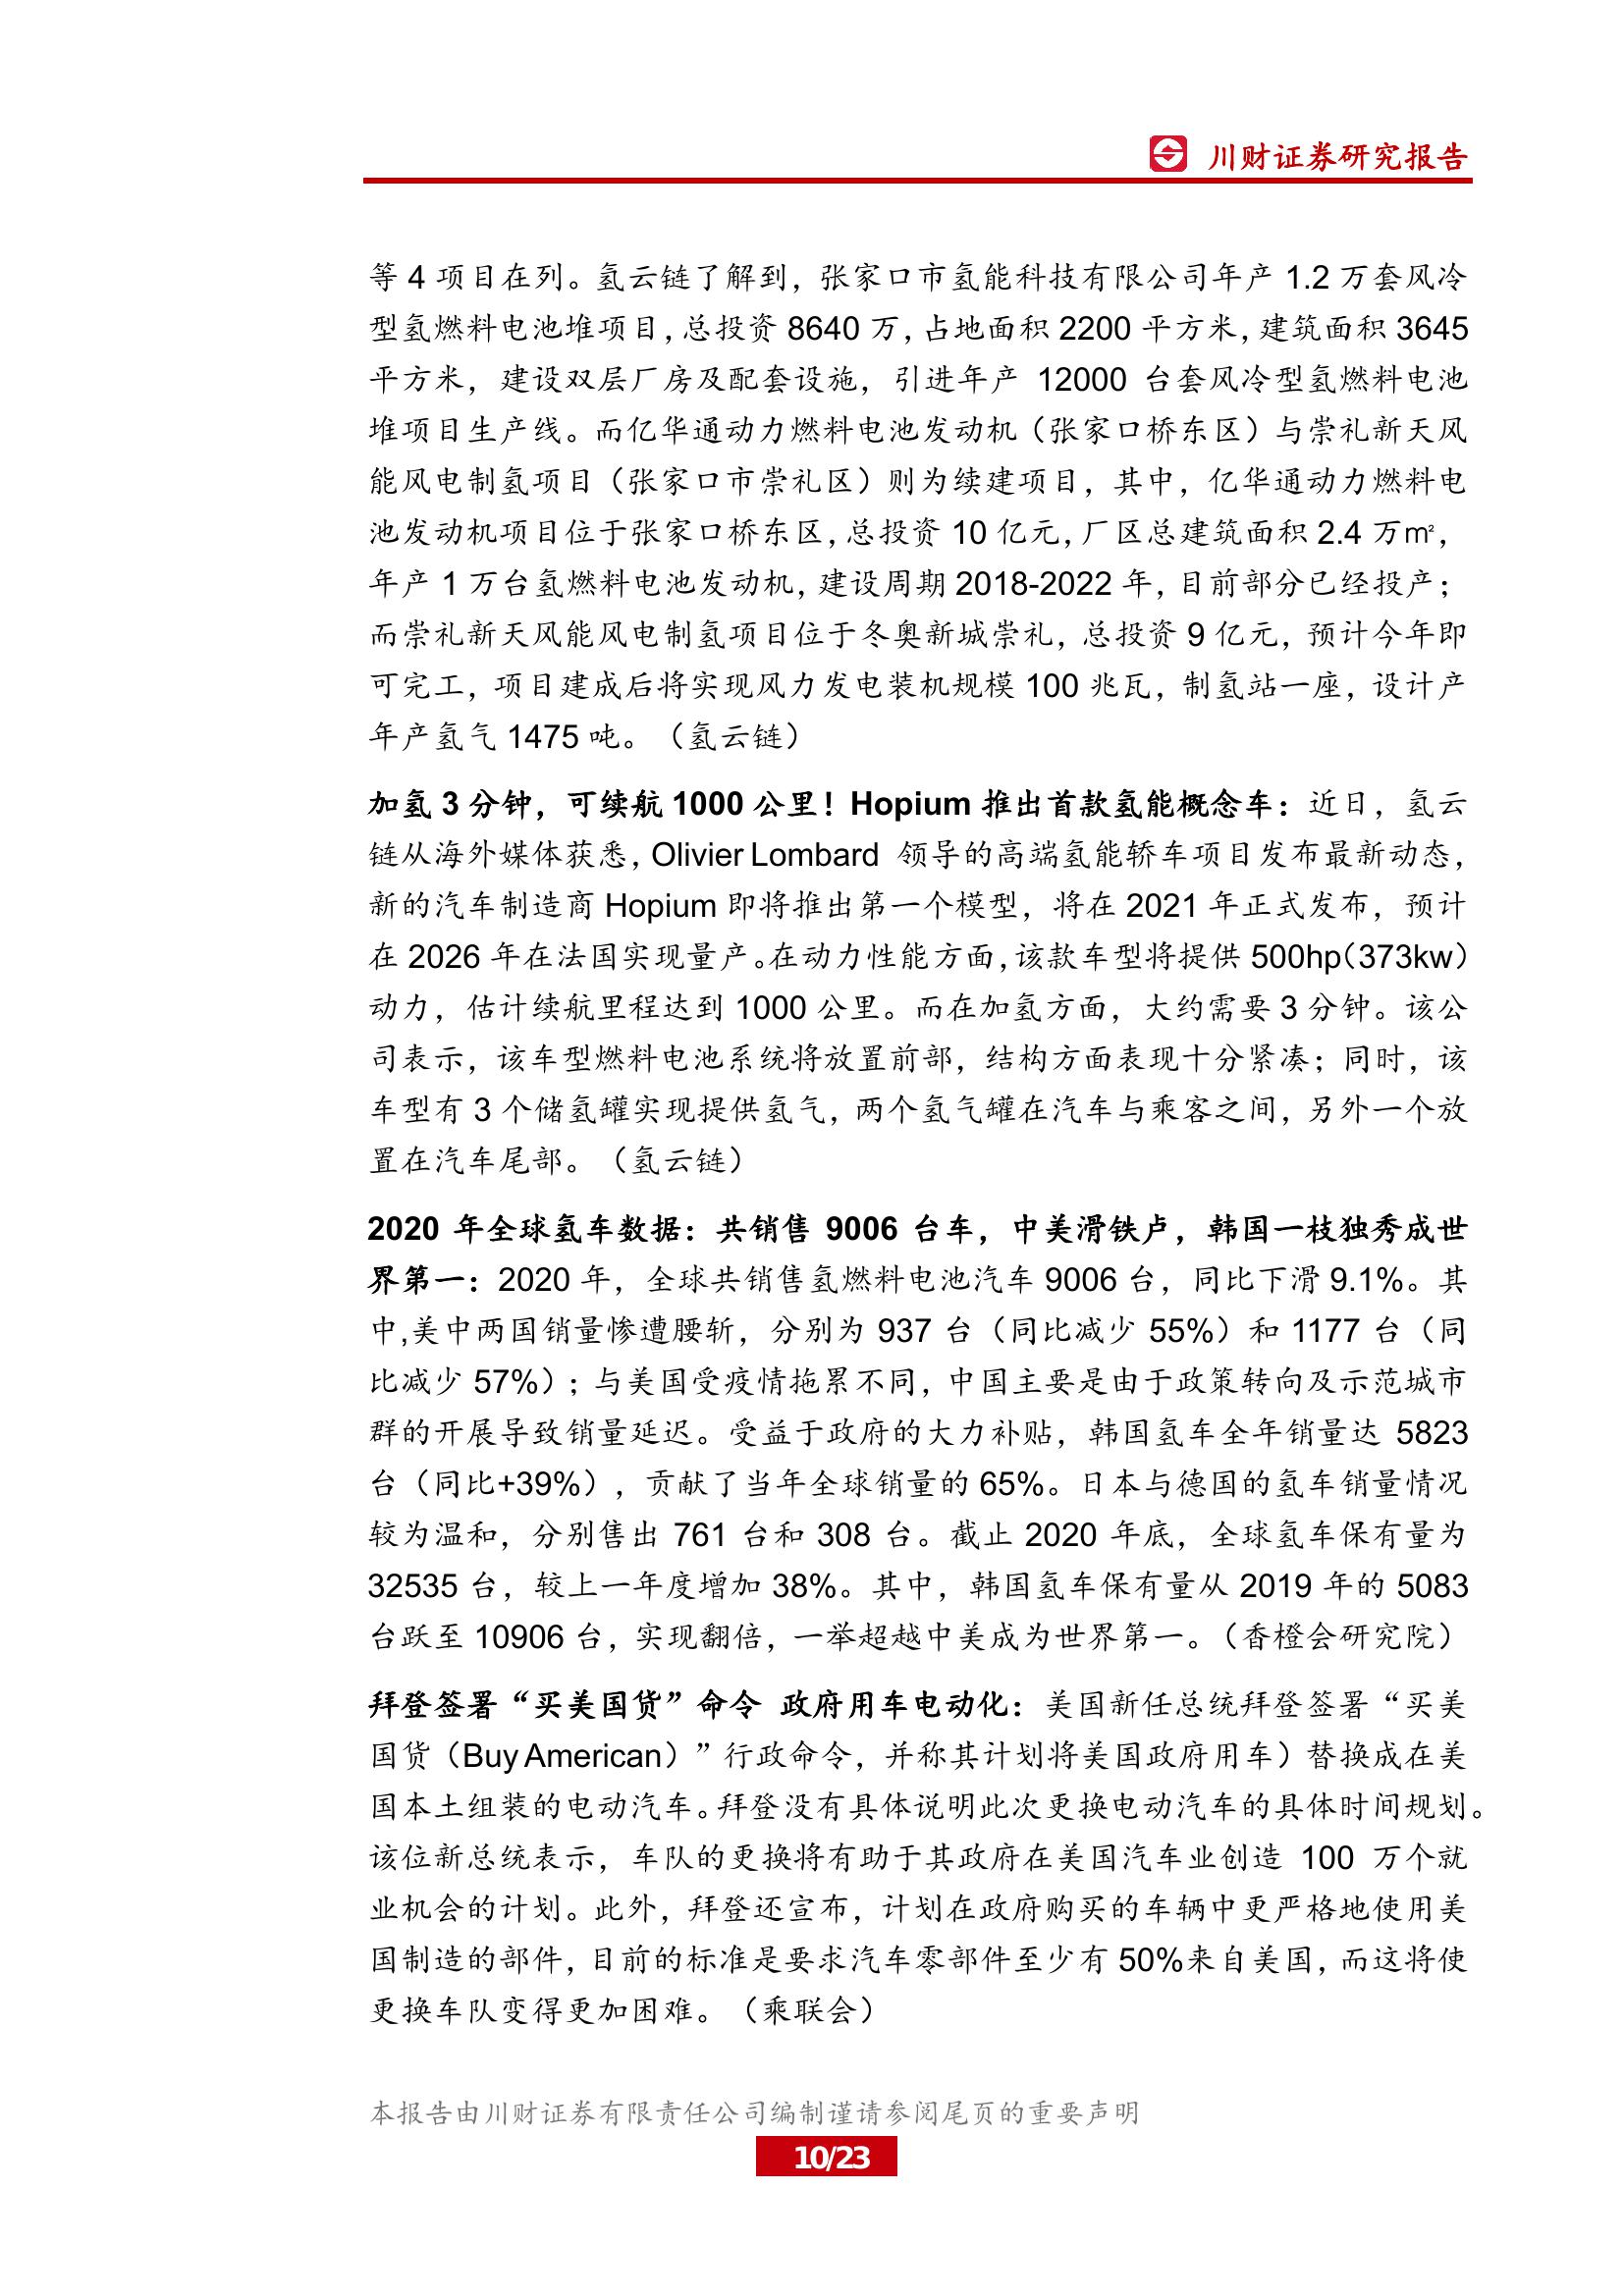 川财证券研究报告
等 4 项目在列。氢云链了解到，张家口市氢能科技有限公司年产 1.2 万套风冷
型氢燃料电池堆项目，总投资 8640 万，占地面积 2200 平方米，建筑面积 3645
平方米，建设双层厂房及配套设施，引进年产 12000 台套风冷型氢燃料电池
堆项目生产线。而亿华通动力燃料电池发动机（张家口桥东区）与崇礼新天风
能风电制氢项目（张家口市崇礼区）则为续建项目，其中，亿华通动力燃料电
池发动机项目位于张家口桥东区，总投资 10 亿元，厂区总建筑面积 2.4 万㎡，
年产 1 万台氢燃料电池发动机，建设周期 2018-2022 年，目前部分已经投产；
而崇礼新天风能风电制氢项目位于冬奥新城崇礼，总投资 9 亿元，预计今年即
可完工，项目建成后将实现风力发电装机规模 100 兆瓦，制氢站一座，设计产
年产氢气 1475 吨。（氢云链）
加氢 3 分钟，可续航 1000 公里！Hopium 推出首款氢能概念车：近日，氢云
链从海外媒体获悉，Olivier Lombard 领导的高端氢能轿车项目发布最新动态，
新的汽车制造商 Hopium 即将推出第一个模型，将在 2021 年正式发布，预计
在 2026 年在法国实现量产。在动力性能方面，该款车型将提供 500hp（373kw）
动力，估计续航里程达到 1000 公里。而在加氢方面，大约需要 3 分钟。该公
司表示，该车型燃料电池系统将放置前部，结构方面表现十分紧凑；同时，该
车型有 3 个储氢罐实现提供氢气，两个氢气罐在汽车与乘客之间，另外一个放
置在汽车尾部。（氢云链）
2020 年全球氢车数据：共销售 9006 台车，中美滑铁卢，韩国一枝独秀成世
界第一：2020 年，全球共销售氢燃料电池汽车 9006 台，同比下滑 9.1%。其
中,美中两国销量惨遭腰斩，分别为 937 台（同比减少 55%）和 1177 台（同
比减少 57%）；与美国受疫情拖累不同，中国主要是由于政策转向及示范城市
群的开展导致销量延迟。受益于政府的大力补贴，韩国氢车全年销量达 5823
台（同比+39%），贡献了当年全球销量的 65%。日本与德国的氢车销量情况
较为温和，分别售出 761 台和 308 台。截止 2020 年底，全球氢车保有量为
32535 台，较上一年度增加 38%。其中，韩国氢车保有量从 2019 年的 5083
台跃至 10906 台，实现翻倍，一举超越中美成为世界第一。（香橙会研究院）
拜登签署“买美国货”命令 政府用车电动化：美国新任总统拜登签署“买美
国货（Buy American）”行政命令，并称其计划将美国政府用车）替换成在美
国本土组装的电动汽车。拜登没有具体说明此次更换电动汽车的具体时间规划。
该位新总统表示，车队的更换将有助于其政府在美国汽车业创造 100 万个就
业机会的计划。此外，拜登还宣布，计划在政府购买的车辆中更严格地使用美
国制造的部件，目前的标准是要求汽车零部件至少有 50%来自美国，而这将使
更换车队变得更加困难。（乘联会）
本报告由川财证券有限责任公司编制谨请参阅尾页的重要声明
10/23